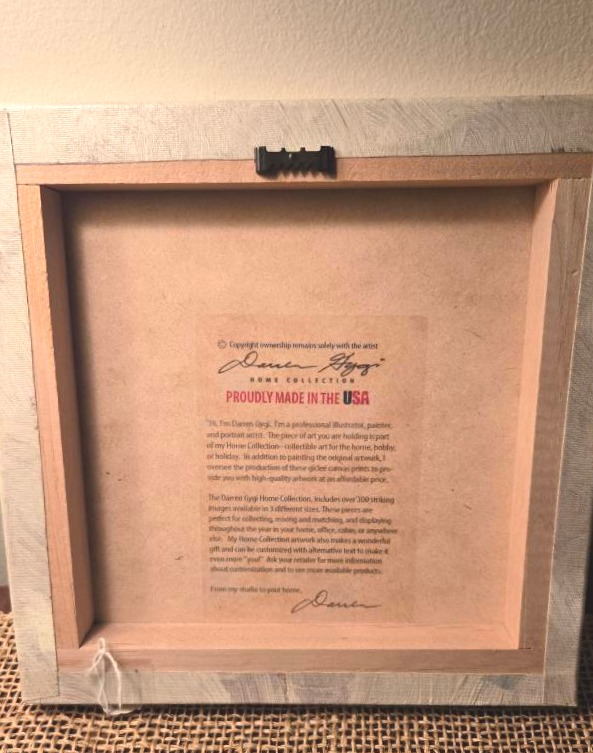 © Copyright ownership remains solely with the artist
Darren Gygi
HOME COLLECTION
PROUDLY MADE IN THE USA
"Hi, I'm Darren Gygi. I'm a professional illustrator, painter,
and portrait artist. The piece of art you are holding is part
of my Home Collection--collectible art for the home, hobby,
or holiday. In addition to painting the original artwork, I
oversee the production of these giclee canvas prints to pro-
vide you with high-quality artwork at an affordable price.
The Darren Gygi Home Collection, includes over 300 striking
images available in 3 different sizes. These pieces are
perfect for collecting, mixing and matching, and displaying
throughout the year in your home, office, cabin, or anywhere
else. My Home Collection artwork also makes a wonderful
gift and can be customized with alternative text to make it
even more "you!" Ask your retailer for more information
about customization and to see more available products.
From my studio to your home,
Darren